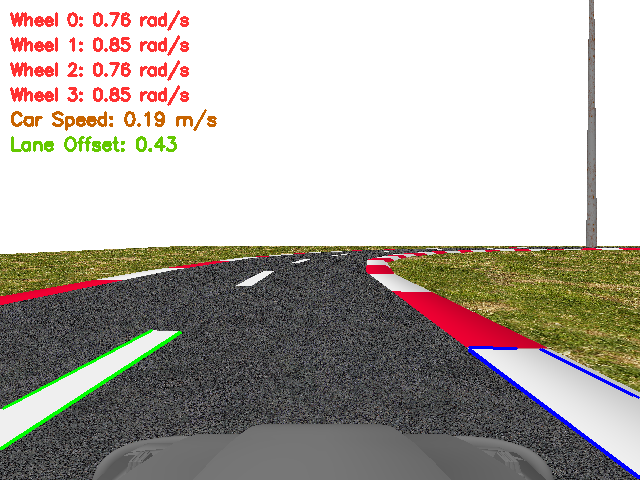 Wheel 0: 0.76 rad/s
Wheel 1: 0.85 rad/s
Wheel 2: 0.76 rad/s
Wheel 3: 0.85 rad/s
Car Speed: 0.19 m/s
Lane Offset: 0.43